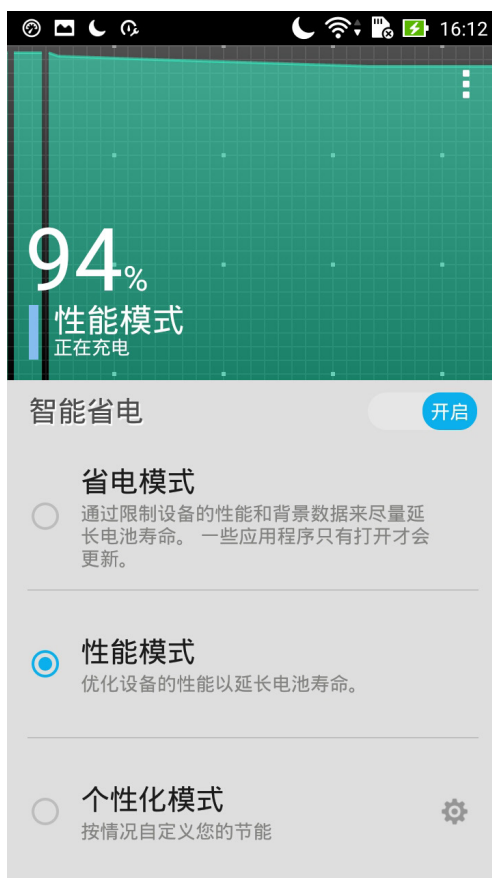 16:12
94%
性能模式
正在充电
智能省电
开启
省电模式
通过限制设备的性能和背景数据来尽量延
长电池寿命。 一些应用程序只有打开才会
更新。
性能模式
优化设备的性能以延长电池寿命。
个性化模式
按情况自定义您的节能